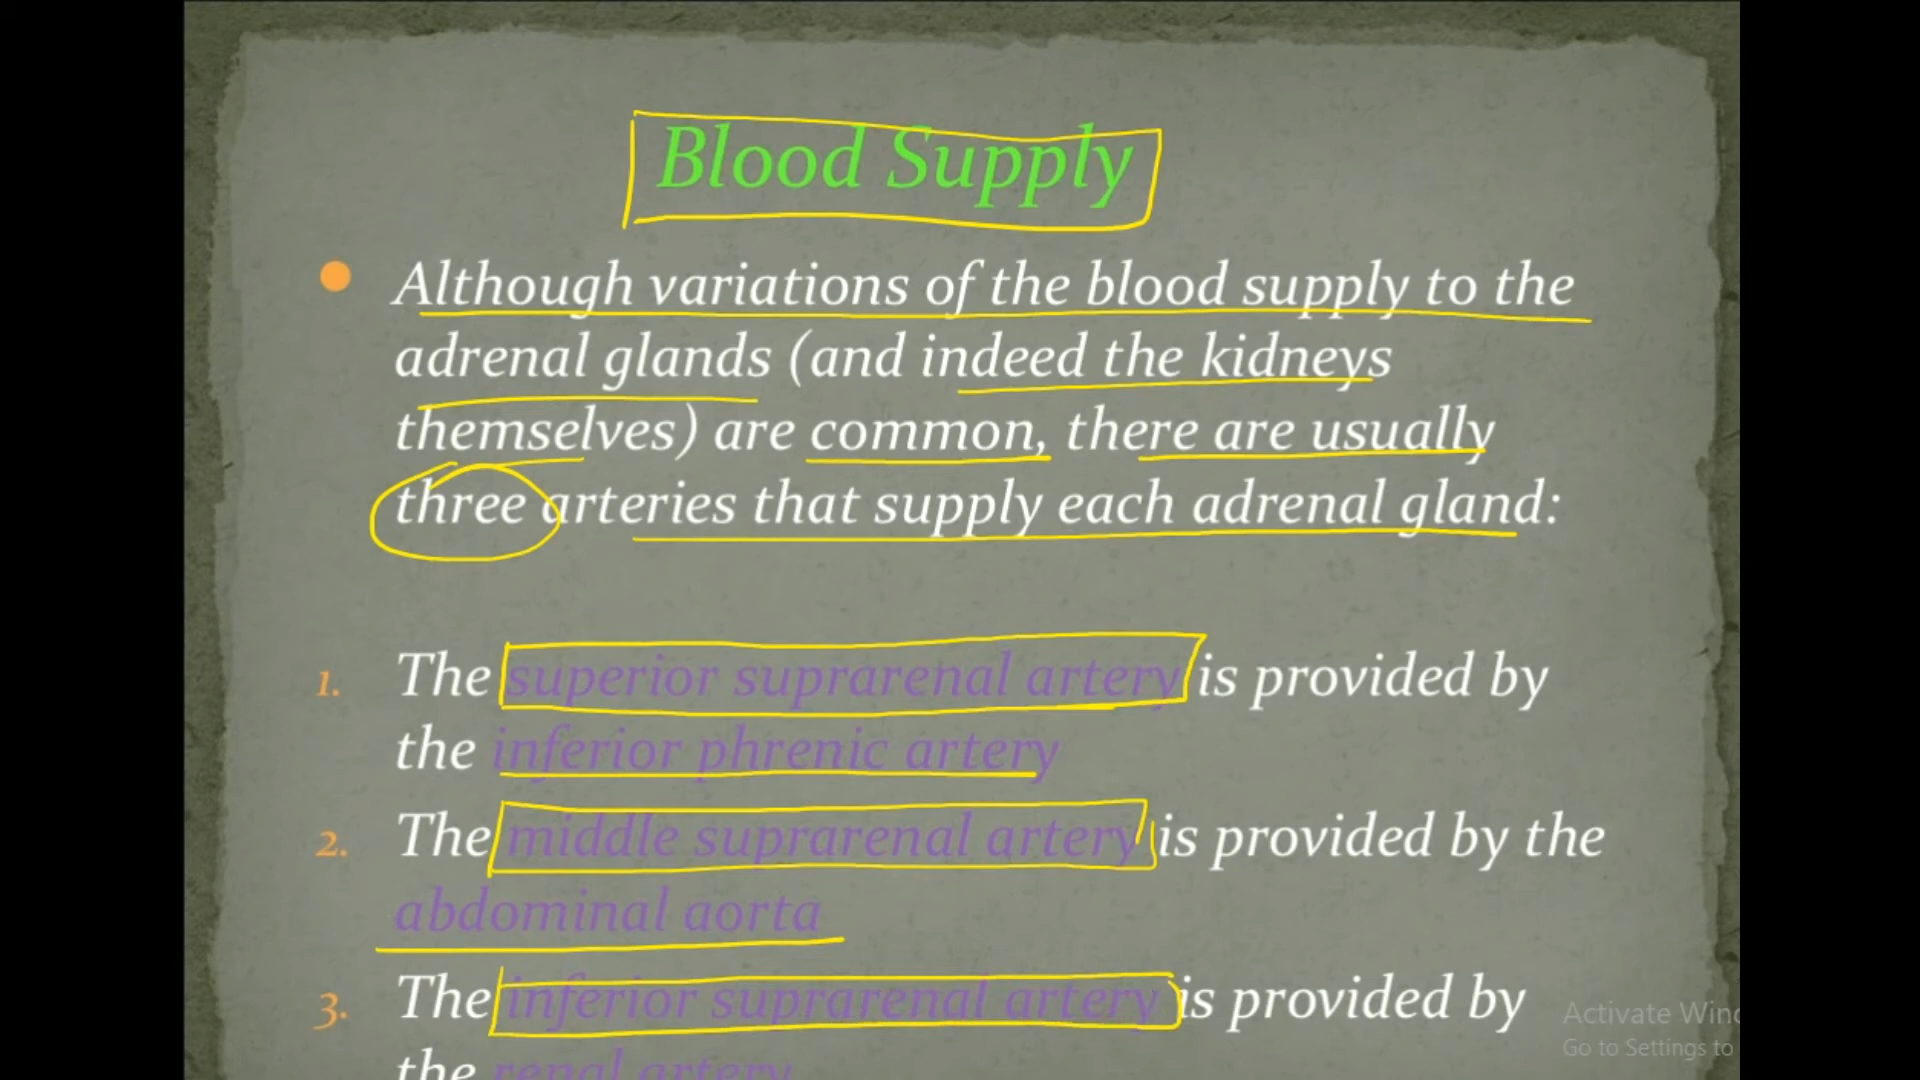 Blood Supply
Although variations of the blood supply to the
adrenal glands (and indeed the kidneys
themselves) are common, there are usually
three arteries that supply each adrenal gland:
1. The superior suprarenal artery is provided by
the inferior phrenic artery
2. The middle suprarenal artery is provided by the
abdominal aorta
3. The inferior suprarenal artery is provided by
the renal artery
Activate Wind
Go to Settings to